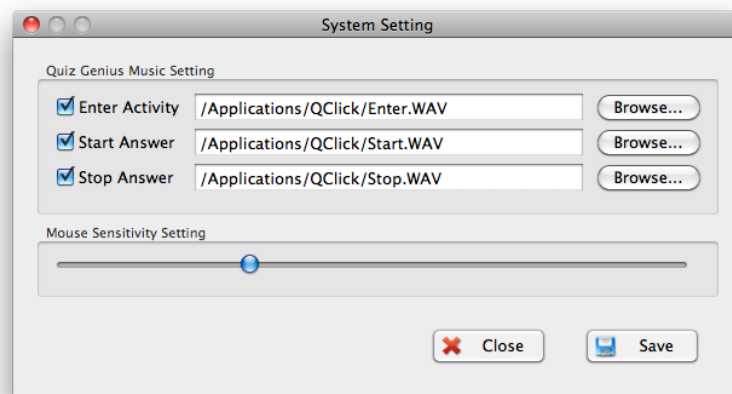 System Setting
Quiz Genius Music Setting
Enter Activity /Applications/QClick/Enter.WAV Browse...
Start Answer /Applications/QClick/Start.WAV Browse...
Stop Answer /Applications/QClick/Stop.WAV Browse...
Mouse Sensitivity Setting
Close Save